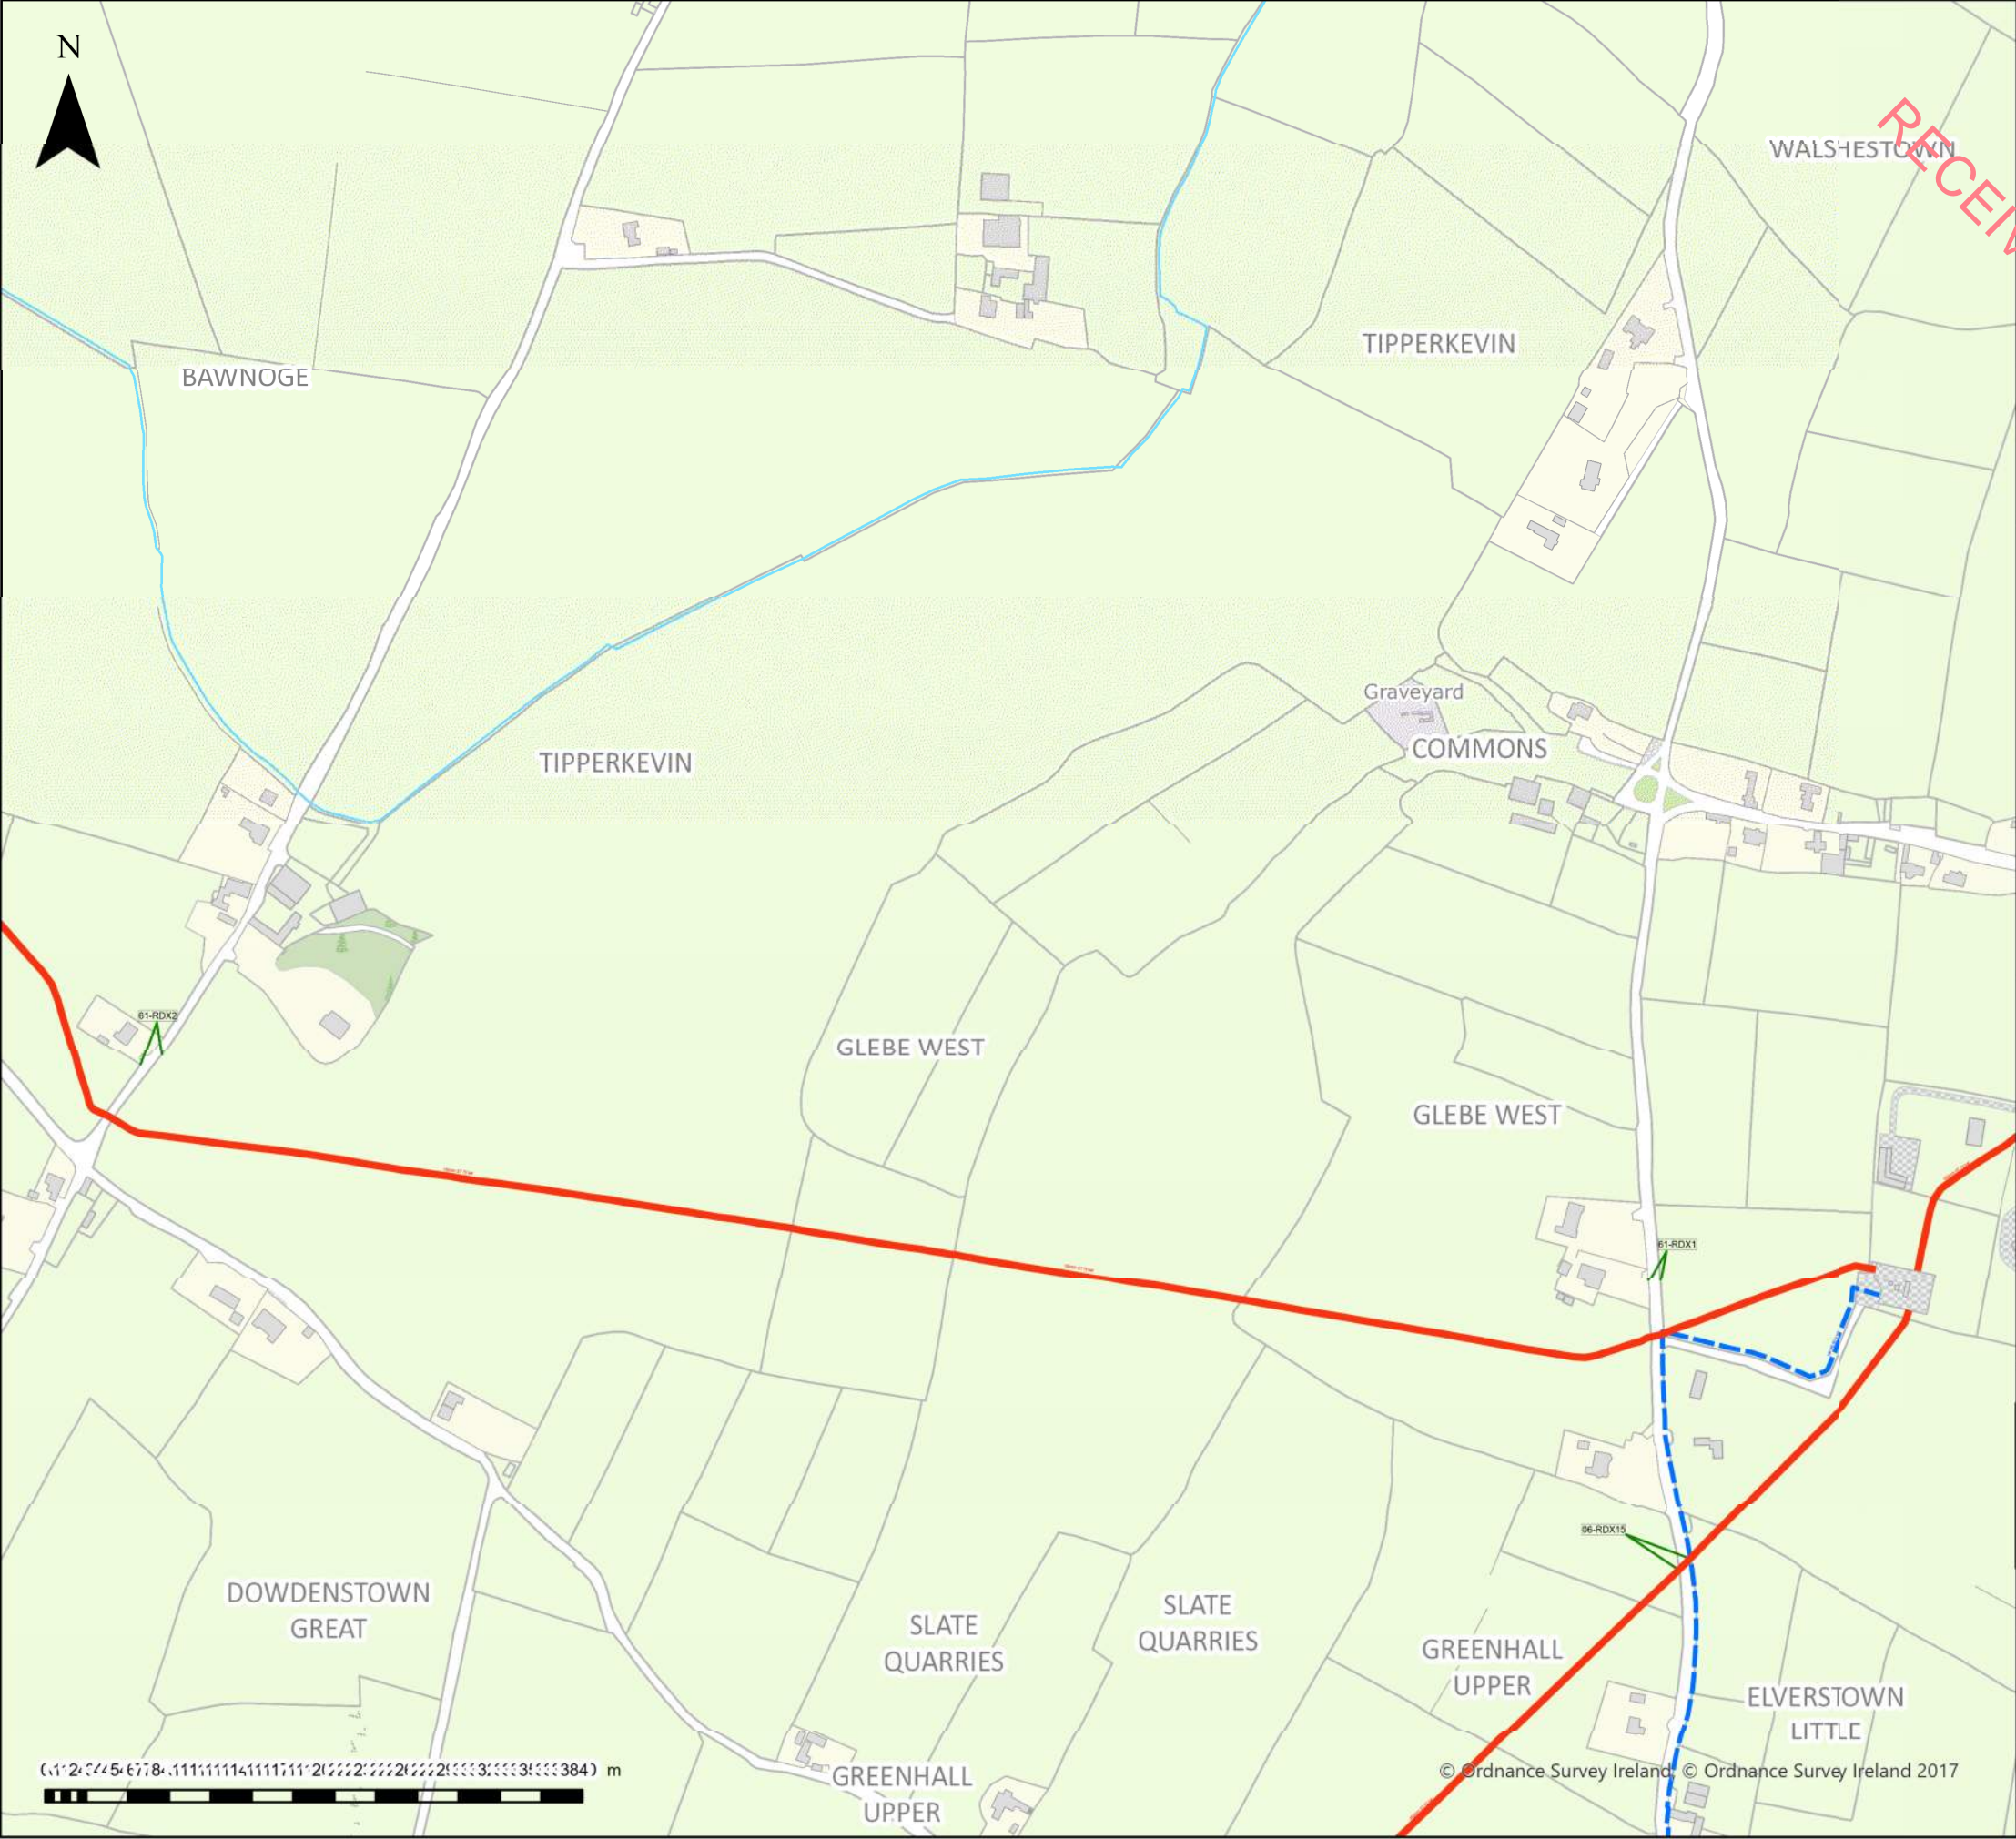 N
WALSHESTOWN
TIPPERKEVIN
BAWNOGE
Graveyard
COMMONS
TIPPERKEVIN
61-RDX2
GLEBE WEST
GLEBE WEST
61-RDX1
06-RDX15
DOWDENSTOWN
GREAT
SLATE
QUARRIES
SLATE
QUARRIES
GREENHALL
UPPER
ELVERSTOWN
LITTLE
m
© Ordnance Survey Ireland, © Ordnance Survey Ireland 2017
GREENHALL
UPPER